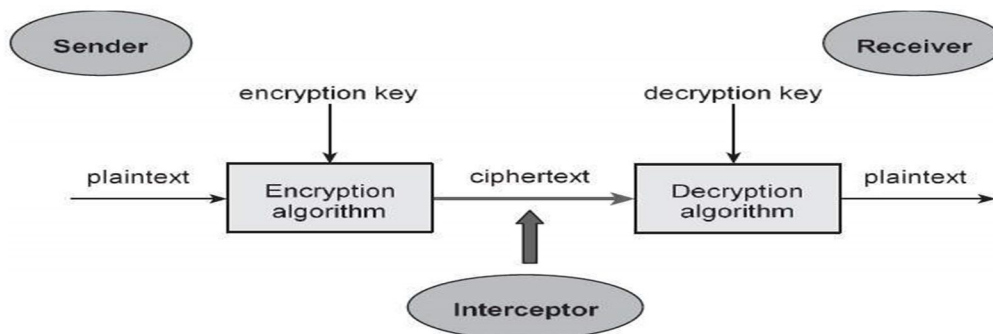 Sender
Receiver
encryption key
decryption key
plaintext
Encryption
algorithm
ciphertext
Decryption
algorithm
plaintext
Interceptor